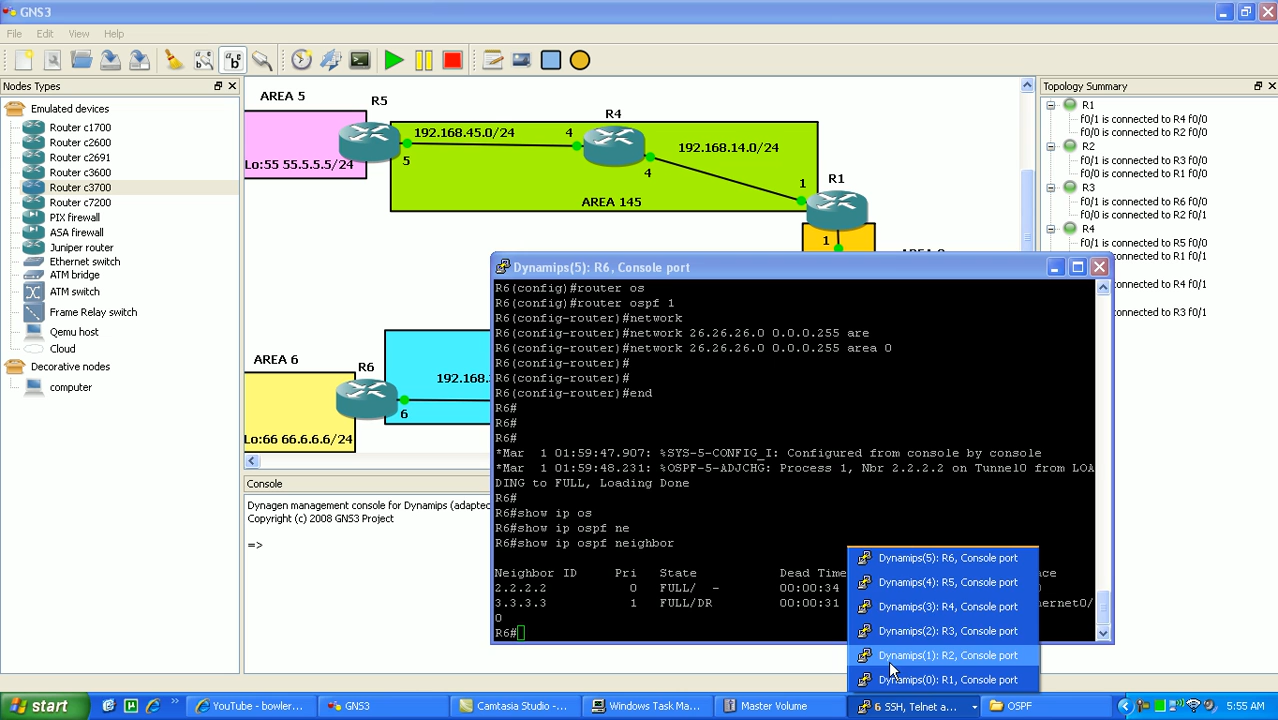 GNS3
File Edit View Help
Nodes Types
Emulated devices
Router c1700
Router c2600
Router c2691
Router c3600
Router c3700
Router c7200
PIX firewall
ASA firewall
Juniper router
Ethernet switch
ATM bridge
ATM switch
Frame Relay switch
Qemu host
Cloud
Decorative nodes
computer
AREA 5
R5
192.168.45.0/24
4
R4
192.168.14.0/24
5
4
1
R1
Lo:55 55.5.5.5/24
AREA 145
1
AREA 6
R6
192.168.
6
Lo:66 66.6.6.6/24
Topology Summary
R1
f0/1 is connected to R4 f0/1
f0/0 is connected to R2 f0/0
R2
f0/1 is connected to R3 f0/0
f0/0 is connected to R1 f0/0
R3
f0/1 is connected to R6 f0/0
f0/0 is connected to R2 f0/1
R4
f0/1 is connected to R5 f0/0
cted to R1 f0/1
cted to R4 f0/1
cted to R3 f0/1
Console
Dynagen management console for Dynamips (adapted
Copyright (c) 2008 GNS3 Project
=>
Dynamips(5): R6, Console port
R6(config)#router os
R6(config)#router ospf 1
R6(config-router)#network
R6(config-router)#network 26.26.26.0 0.0.0.255 are
R6(config-router)#network 26.26.26.0 0.0.0.255 area 0
R6(config-router)#
R6(config-router)#
R6(config-router)#end
R6#
R6#
R6#
*Mar 1 01:59:47.907: %SYS-5-CONFIG_I: Configured from console by console
*Mar 1 01:59:48.231: %OSPF-5-ADJCHG: Process 1, Nbr 2.2.2.2 on Tunnel0 from LOA
DING to FULL, Loading Done
R6#
R6#show ip os
R6#show ip ospf ne
R6#show ip ospf neighbor
Neighbor ID Pri State Dead Time ce
2.2.2.2 0 FULL/ - 00:00:34 0
3.3.3.3 1 FULL/DR 00:00:31 hernet0/
0
R6#
Dynamips(5): R6, Console port
Dynamips(4): R5, Console port
Dynamips(3): R4, Console port
Dynamips(2): R3, Console port
Dynamips(1): R2, Console port
Dynamips(0): R1, Console port
start
YouTube - bowler...
GNS3
Camtasia Studio -...
Windows Task Ma...
Master Volume
6 SSH, Telnet a...
OSPF
5:55 AM